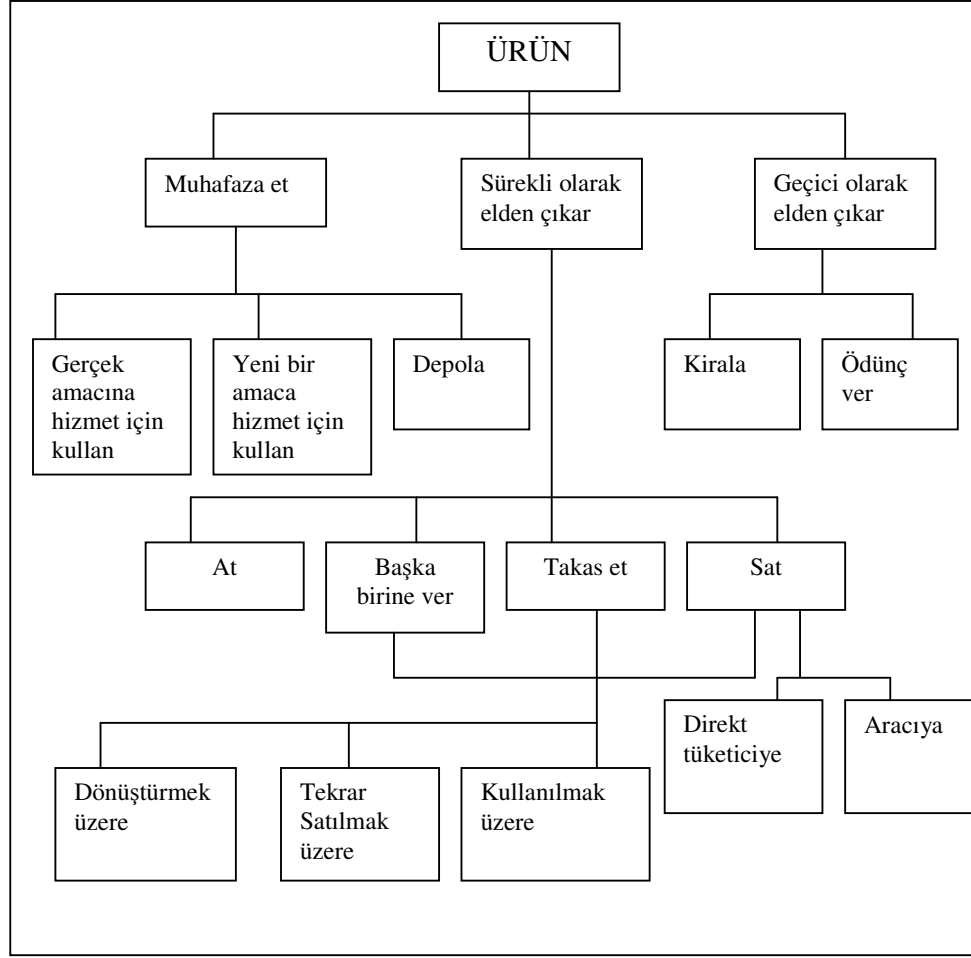 ÜRÜN
Muhafaza et
Sürekli olarak
elden çıkar
Geçici olarak
elden çıkar
Gerçek
amacına
hizmet için
kullan
Yeni bir
amaca
hizmet için
kullan
Depola
Kirala
Ödünç
ver
At
Başka
birine ver
Takas et
Sat
Direkt
tüketiciye
Aracıya
Dönüştürmek
üzere
Tekrar
Satılmak
üzere
Kullanılmak
üzere